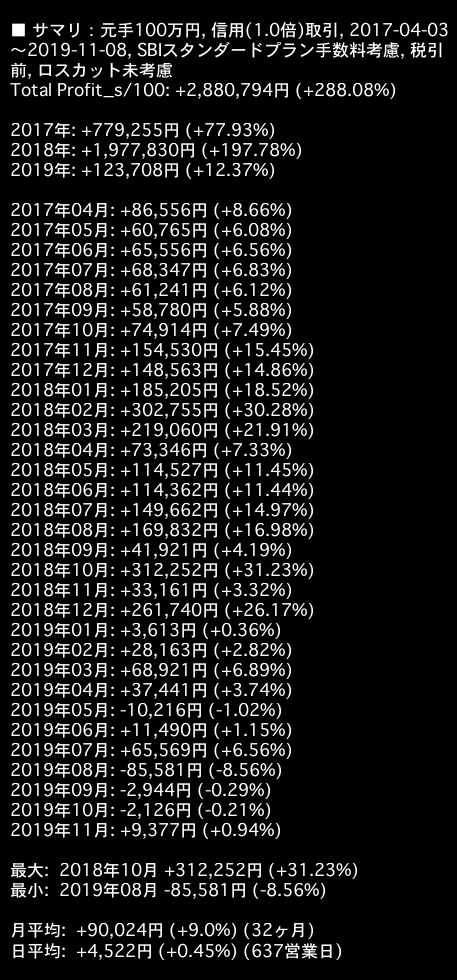 ■ サマリ：元手100万円, 信用(1.0倍)取引, 2017-04-03
～2019-11-08, SBIスタンダードプラン手数料考慮, 税引
前, ロスカット未考慮
Total Profit_s/100: +2,880,794円 (+288.08%)
2017年: +779,255円 (+77.93%)
2018年: +1,977,830円 (+197.78%)
2019年: +123,708円 (+12.37%)
2017年04月: +86,556円 (+8.66%)
2017年05月: +60,765円 (+6.08%)
2017年06月: +65,556円 (+6.56%)
2017年07月: +68,347円 (+6.83%)
2017年08月: +61,241円 (+6.12%)
2017年09月: +58,780円 (+5.88%)
2017年10月: +74,914円 (+7.49%)
2017年11月: +154,530円 (+15.45%)
2017年12月: +148,563円 (+14.86%)
2018年01月: +185,205円 (+18.52%)
2018年02月: +302,755円 (+30.28%)
2018年03月: +219,060円 (+21.91%)
2018年04月: +73,346円 (+7.33%)
2018年05月: +114,527円 (+11.45%)
2018年06月: +114,362円 (+11.44%)
2018年07月: +149,662円 (+14.97%)
2018年08月: +169,832円 (+16.98%)
2018年09月: +41,921円 (+4.19%)
2018年10月: +312,252円 (+31.23%)
2018年11月: +33,161円 (+3.32%)
2018年12月: +261,740円 (+26.17%)
2019年01月: +3,613円 (+0.36%)
2019年02月: +28,163円 (+2.82%)
2019年03月: +68,921円 (+6.89%)
2019年04月: +37,441円 (+3.74%)
2019年05月: -10,216円 (-1.02%)
2019年06月: +11,490円 (+1.15%)
2019年07月: +65,569円 (+6.56%)
2019年08月: -85,581円 (-8.56%)
2019年09月: -2,944円 (-0.29%)
2019年10月: -2,126円 (-0.21%)
2019年11月: +9,377円 (+0.94%)
最大: 2018年10月 +312,252円 (+31.23%)
最小: 2019年08月 -85,581円 (-8.56%)
月平均: +90,024円 (+9.0%) (32ヶ月)
日平均: +4,522円 (+0.45%) (637営業日)